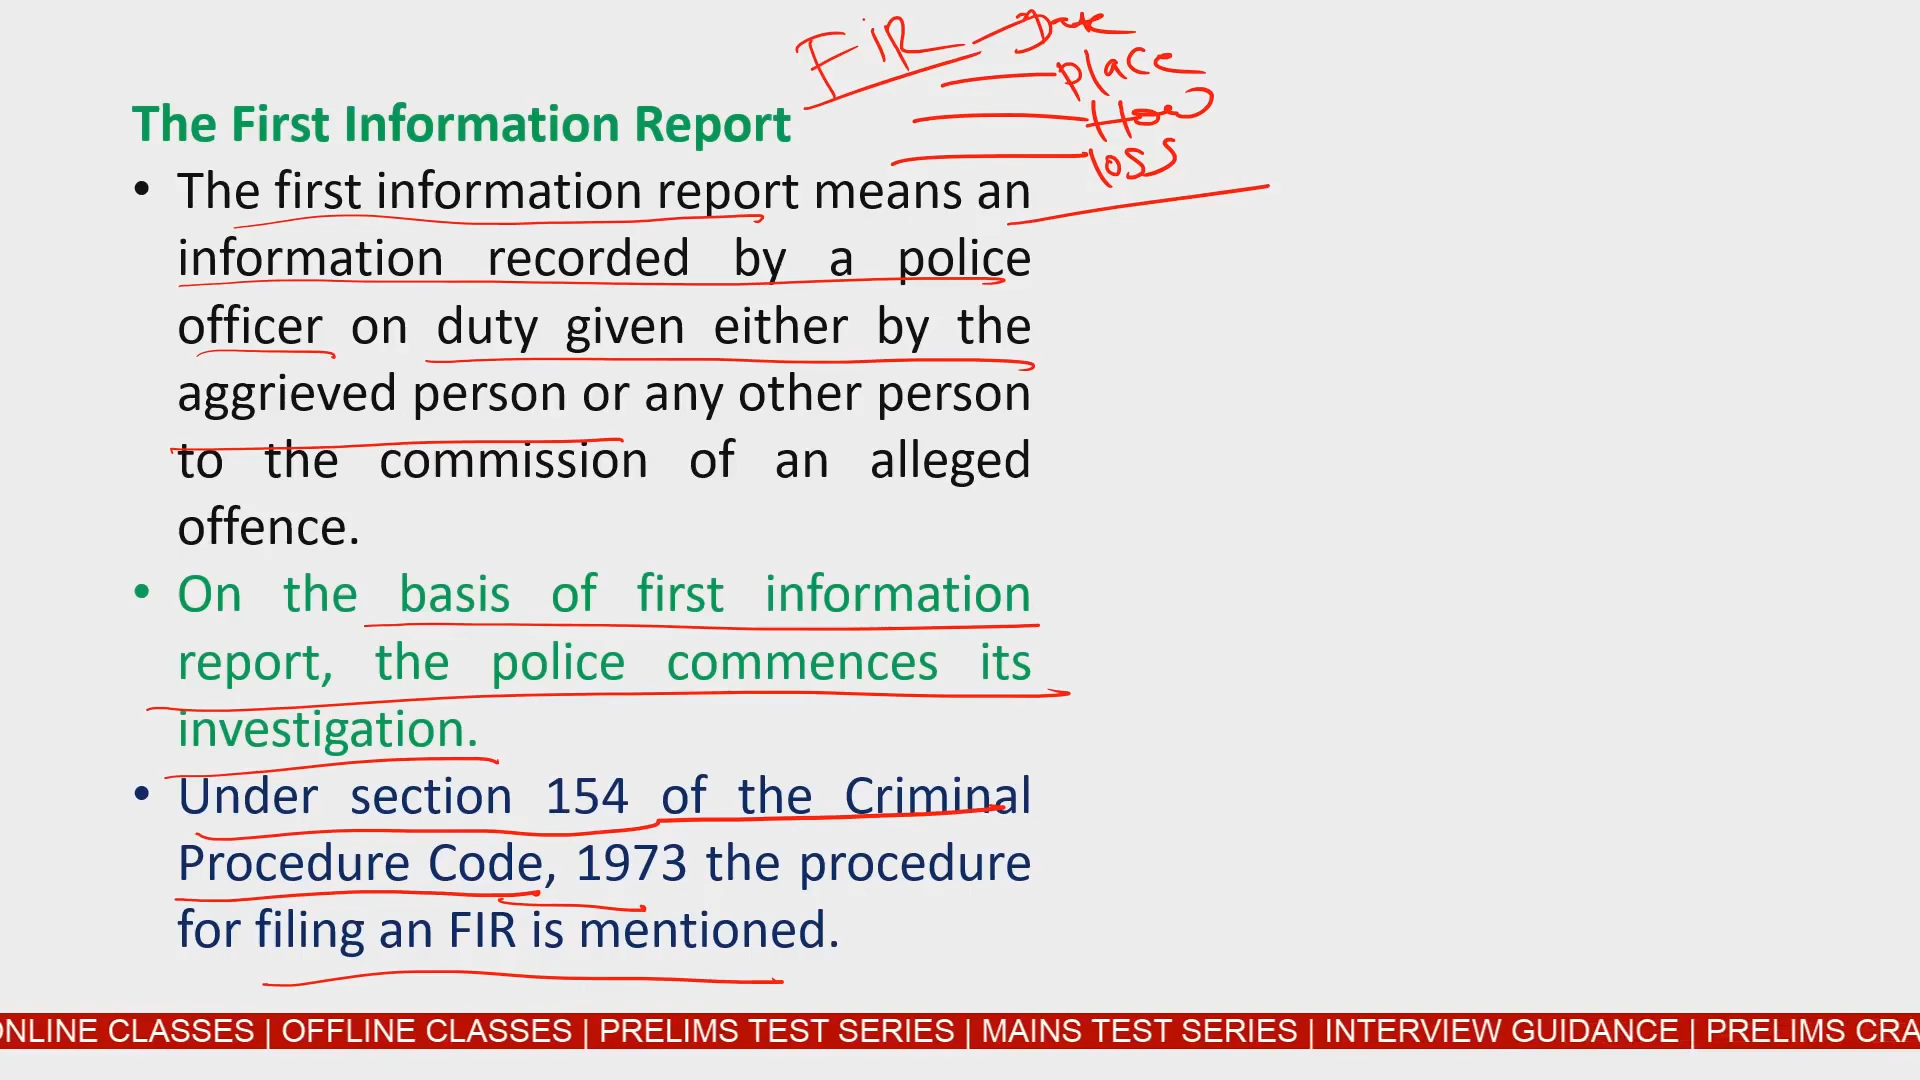 FIR Date
place
How
loss
The First Information Report
• The first information report means an
information recorded by a police
officer on duty given either by the
aggrieved person or any other person
to the commission of an alleged
offence.
• On the basis of first information
report, the police commences its
investigation.
• Under section 154 of the Criminal
Procedure Code, 1973 the procedure
for filing an FIR is mentioned.
ONLINE CLASSES | OFFLINE CLASSES | PRELIMS TEST SERIES | MAINS TEST SERIES | INTERVIEW GUIDANCE | PRELIMS CRA